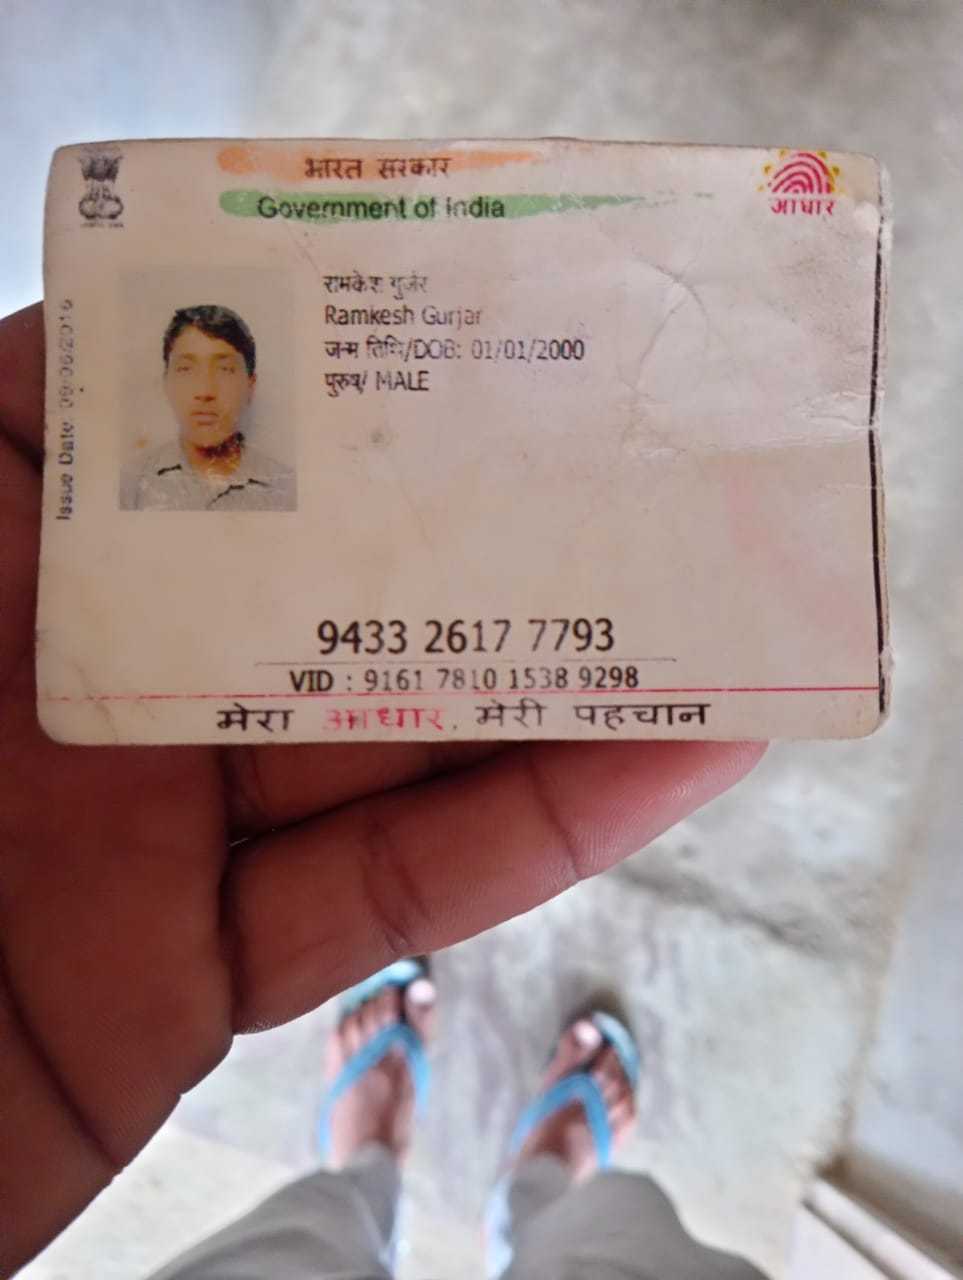 भारत सरकार
Government of India
आधार
रामकेश गुर्जर
Ramkesh Gurjar
जन्म तिथि/DOB: 01/01/2000
पुरुष/ MALE
Issue Date: 09/06/2016
9433 2617 7793
VID : 9161 7810 1538 9298
मेरा आधार, मेरी पहचान